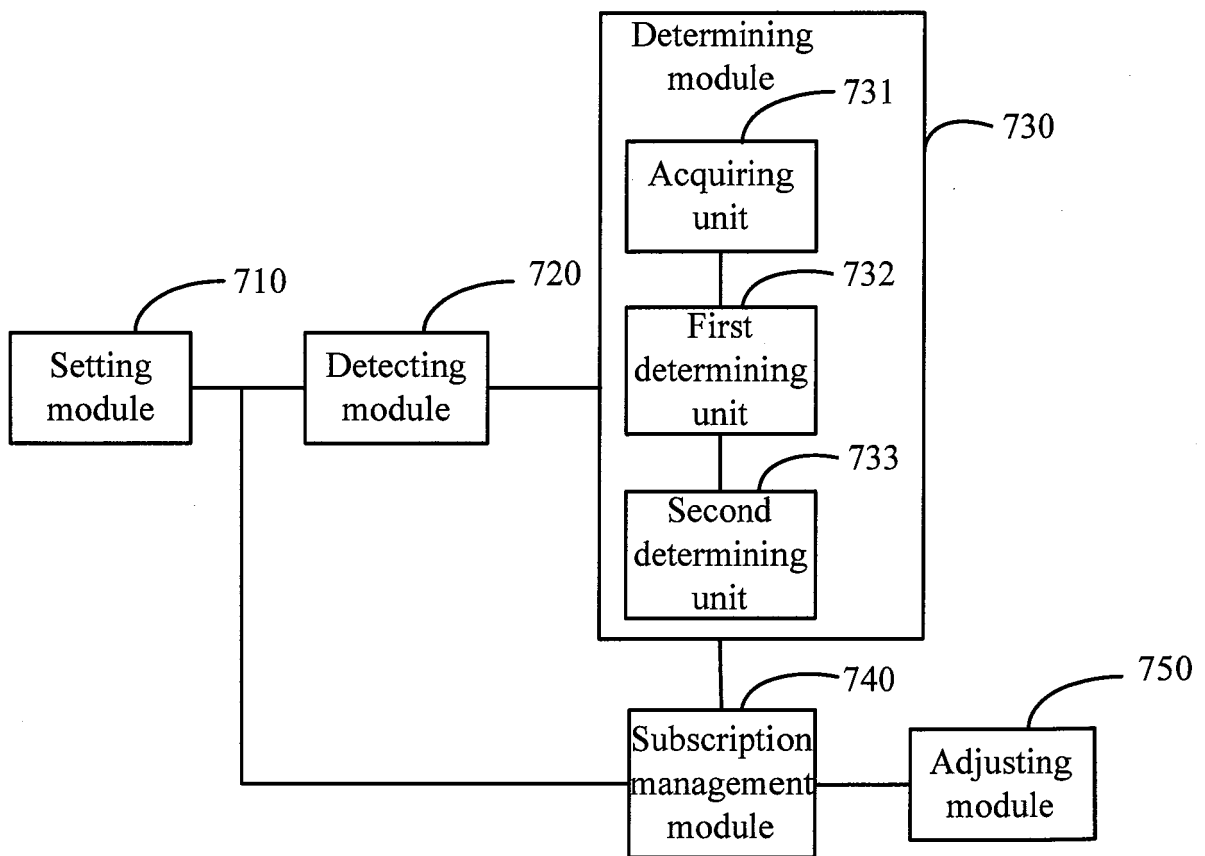 Determining
module
731
730
Acquiring
unit
710
720
732
Setting
module
Detecting
module
First
determining
unit
733
Second
determining
unit
740
750
Subscription
management
module
Adjusting
module